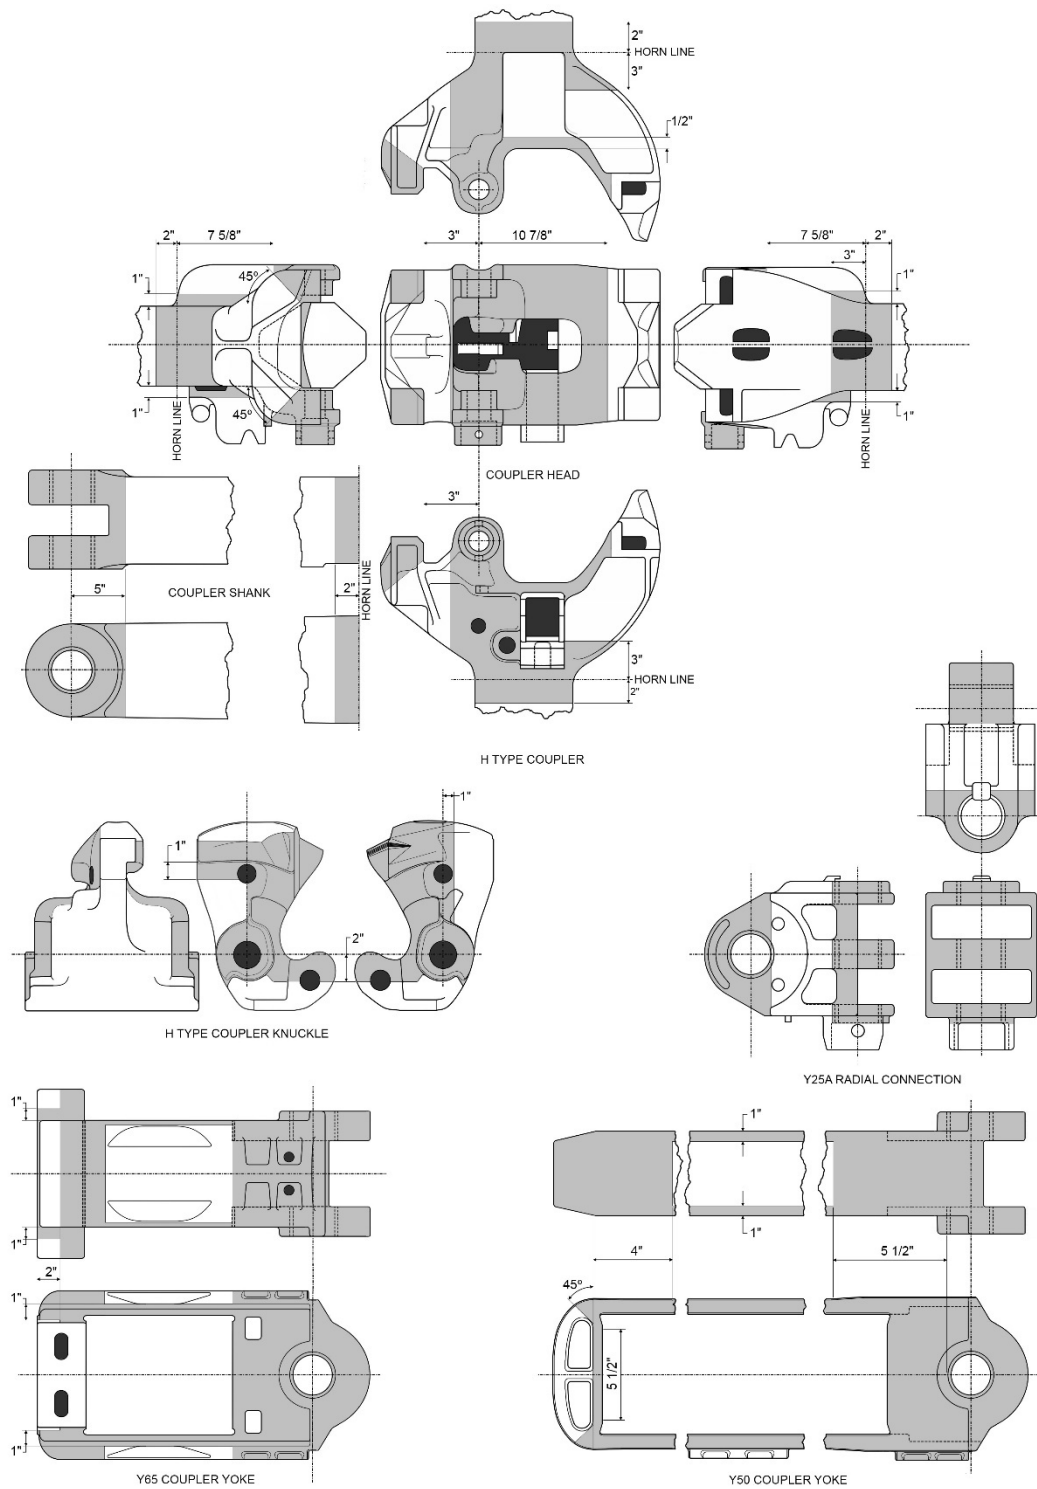 2"
HORN LINE
3"
1/2"
2"
7 5/8"
3"
10 7/8"
7 5/8"
2"
3"
1"
45º
1"
1"
45º
1"
HORN LINE
HORN LINE
COUPLER HEAD
3"
5"
COUPLER SHANK
2"
HORN LINE
3"
HORN LINE
2"
H TYPE COUPLER
1"
1"
2"
H TYPE COUPLER KNUCKLE
Y25A RADIAL CONNECTION
1"
1"
1"
1"
4"
5 1/2"
2"
1"
45º
5 1/2"
1"
Y65 COUPLER YOKE
Y50 COUPLER YOKE